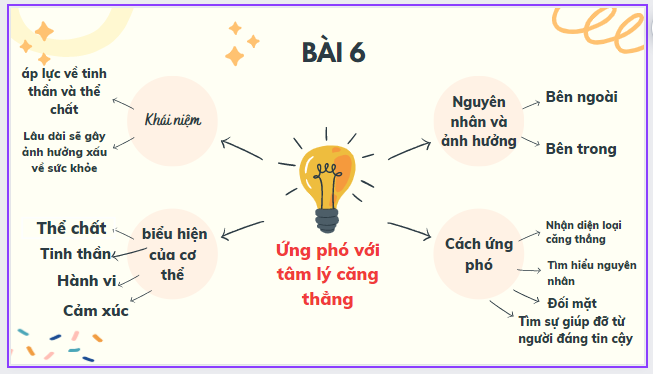 BÀI 6
áp lực về tinh
thần và thể
chất
Lâu dài sẽ gây
ảnh hưởng xấu
về sức khỏe
Khái niệm
Nguyên
nhân và
ảnh hưởng
Bên ngoài
Bên trong
Thể chất
Tinh thần
Hành vi
Cảm xúc
biểu hiện
của cơ
thể
Ứng phó với
tâm lý căng
thẳng
Cách ứng
phó
Nhận diện loại
căng thẳng
Tìm hiểu nguyên
nhân
Đối mặt
Tìm sự giúp đỡ từ
người đáng tin cậy